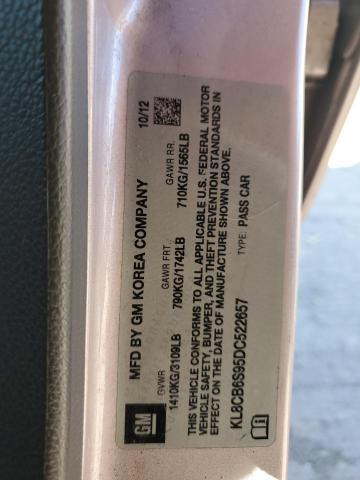 GM
MFD BY GM KOREA COMPANY 10/12
GVWR GAWR FRT. GAWR RR.
1410KG/3109LB 790KG/1742LB 710KG/1565LB
THIS VEHICLE CONFORMS TO ALL APPLICABLE U.S. FEDERAL MOTOR
VEHICLE SAFETY, BUMPER, AND THEFT PREVENTION STANDARDS IN
EFFECT ON THE DATE OF MANUFACTURE SHOWN ABOVE.
KL8CB6S95DC522657 TYPE: PASS CAR